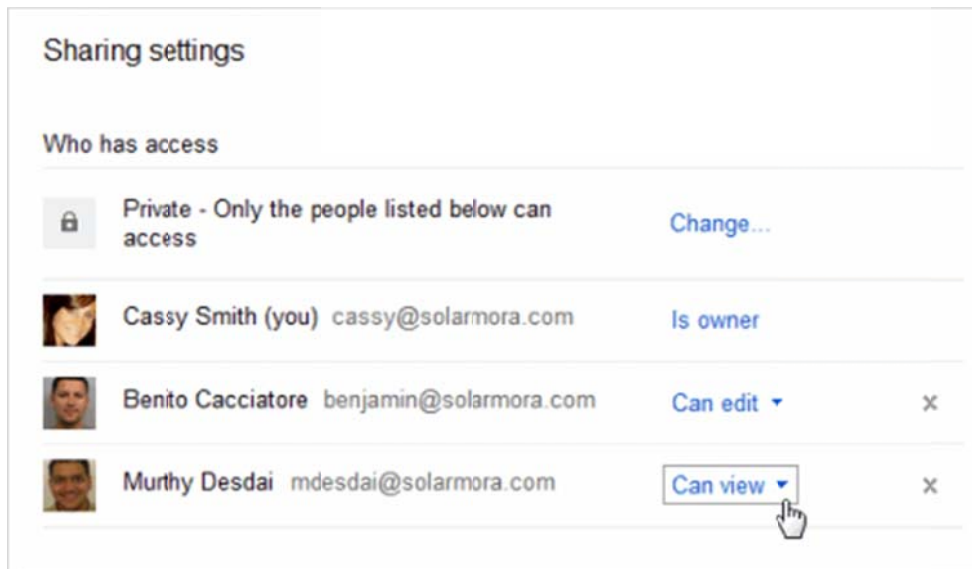 Sharing settings
Who has access
Private - Only the people listed below can
access
Change...
Cassy Smith (you) cassy@solarmora.com Is owner
Benito Cacciatore benjamin@solarmora.com Can edit
Murthy Desdai mdesdai@solarmora.com Can view